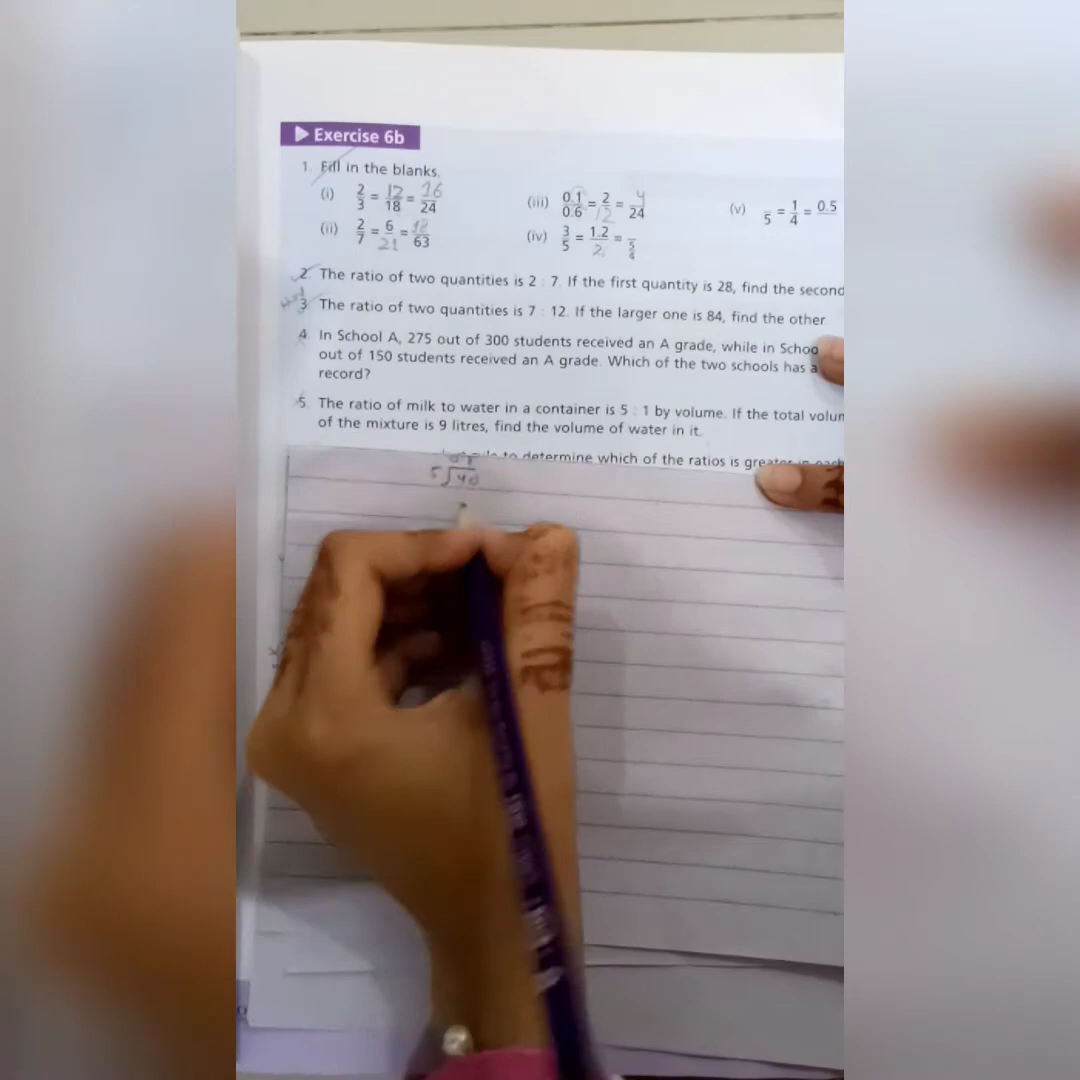 Exercise 6b
1. Fill in the blanks.
(i) 2/3 = 12/18 = 16/24
(iii) 0.1/0.6 = 2/12 = 4/24
(v) /5 = 1/4 = 0.5/
(ii) 2/7 = 6/21 = 18/63
(iv) 3/5 = 1.2/2 = /
2. The ratio of two quantities is 2 : 7. If the first quantity is 28, find the second
3. The ratio of two quantities is 7 : 12. If the larger one is 84, find the other
4. In School A, 275 out of 300 students received an A grade, while in Schoo
out of 150 students received an A grade. Which of the two schools has a
record?
5. The ratio of milk to water in a container is 5 : 1 by volume. If the total volum
of the mixture is 9 litres, find the volume of water in it.
to determine which of the ratios is greater in each
5 40